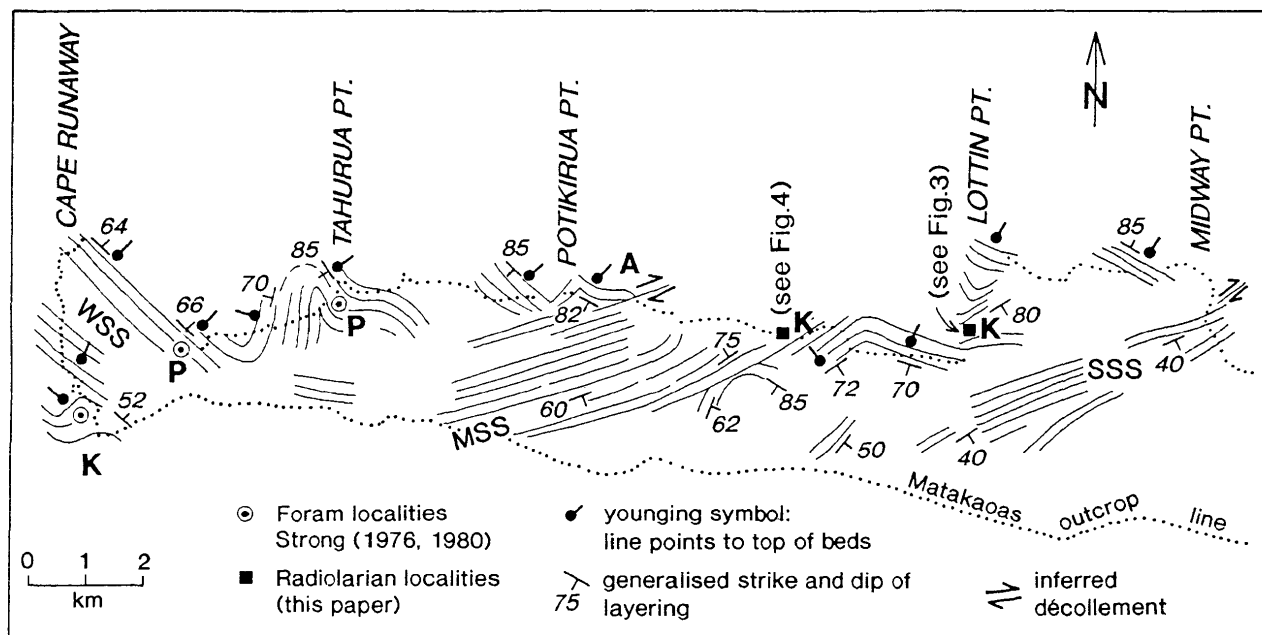 CAPE RUNAWAY
TAHURUA PT.
POTIKIRUA PT.
(see Fig.4)
(see Fig.3)
LOTTIN PT.
MIDWAY PT.
N
64
WSS
66
70
85
P
P
52
K
85
A
82
75
60
MSS
K
62
85
72
70
50
K
80
85
SSS
40
40
Matakaoas outcrop line
Foram localities
Strong (1976, 1980)
Radiolarian localities
(this paper)
younging symbol:
line points to top of beds
75
generalised strike and dip of
layering
inferred
décollement
0 1 2
km